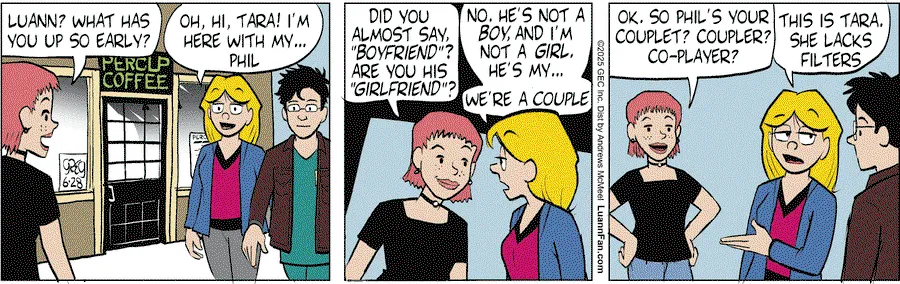 LUANN? WHAT HAS
YOU UP SO EARLY?
OH, HI, TARA! I'M
HERE WITH MY...
PHIL
PERCUP
COFFEE
6-28
DID YOU
ALMOST SAY,
"BOYFRIEND"?
ARE YOU HIS
"GIRLFRIEND"?
NO. HE'S NOT A
BOY, AND I'M
NOT A GIRL.
HE'S MY...
WE'RE A COUPLE
©2025 GEC Inc. Dist by Andrews McMeel LuannFan.com
OK. SO PHIL'S YOUR
COUPLET? COUPLER?
CO-PLAYER?
THIS IS TARA.
SHE LACKS
FILTERS